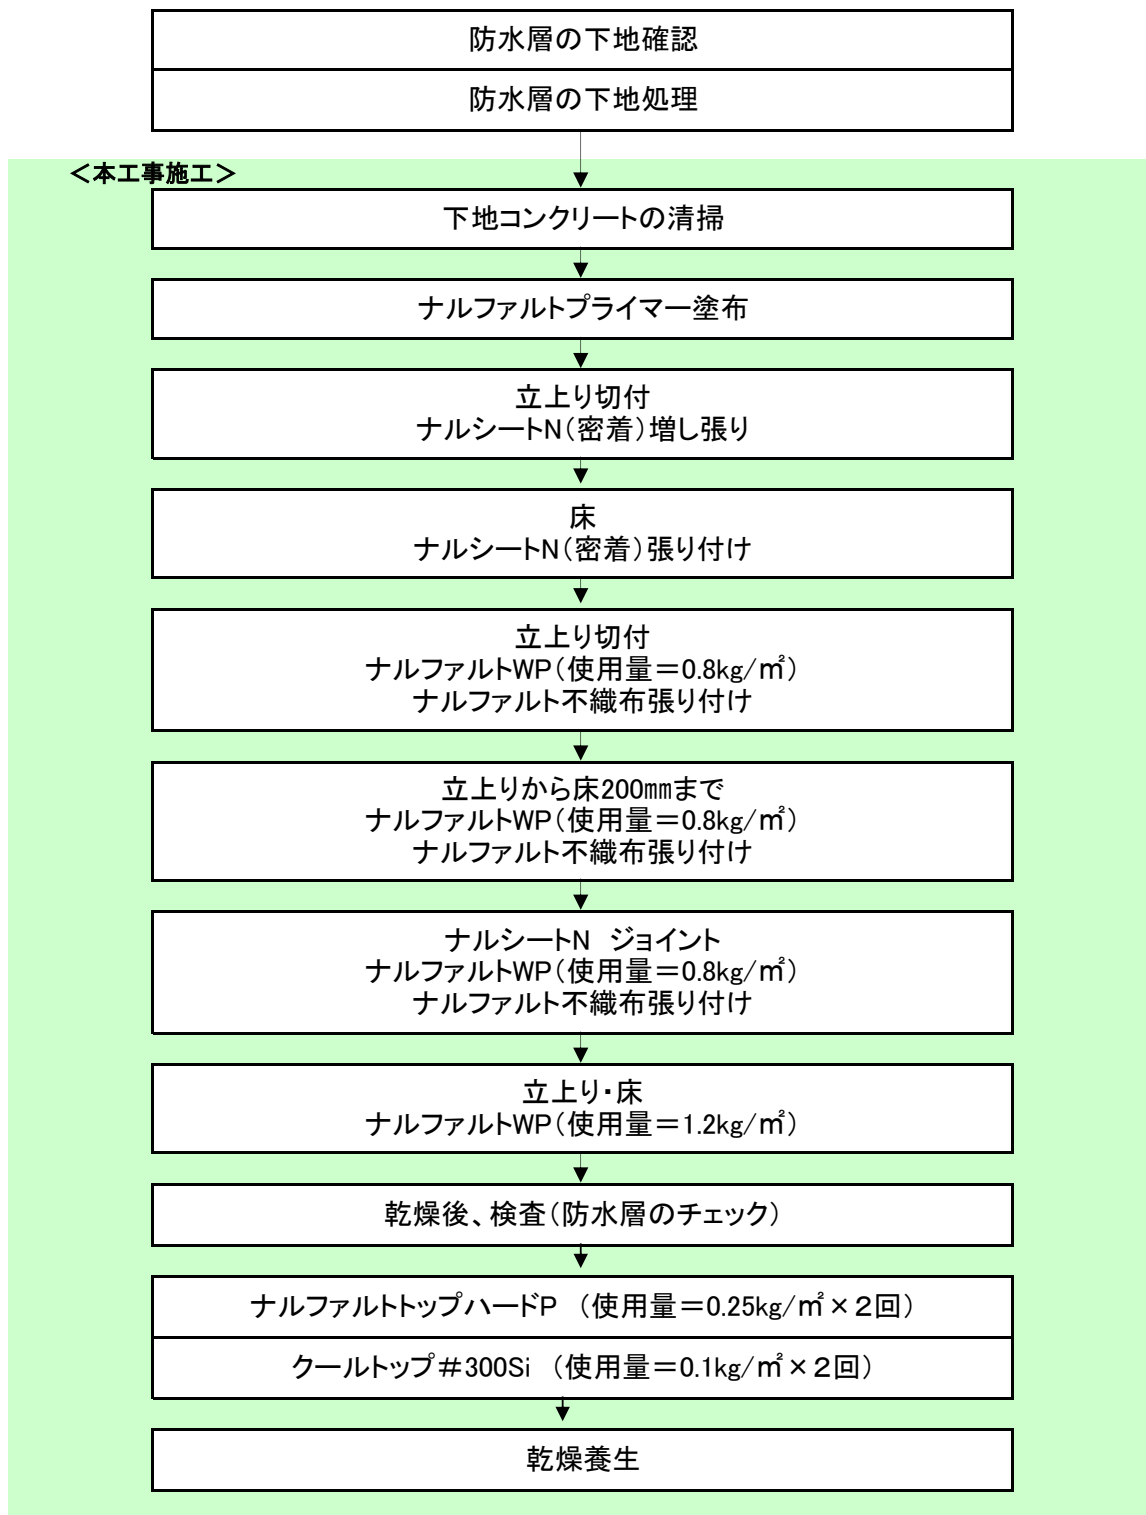 防水層の下地確認
防水層の下地処理
＜本工事施工＞
下地コンクリートの清掃
ナルファルトプライマー塗布
立上り切付
ナルシートN（密着）増し張り
床
ナルシートN（密着）張り付け
立上り切付
ナルファルトWP（使用量＝0.8kg/㎡）
ナルファルト不織布張り付け
立上りから床200㎜まで
ナルファルトWP（使用量＝0.8kg/㎡）
ナルファルト不織布張り付け
ナルシートN　ジョイント
ナルファルトWP（使用量＝0.8kg/㎡）
ナルファルト不織布張り付け
立上り・床
ナルファルトWP（使用量＝1.2kg/㎡）
乾燥後、検査（防水層のチェック）
ナルファルトトップハードP　（使用量＝0.25kg/㎡×２回）
クールトップ＃300Si　（使用量＝0.1kg/㎡×２回）
乾燥養生